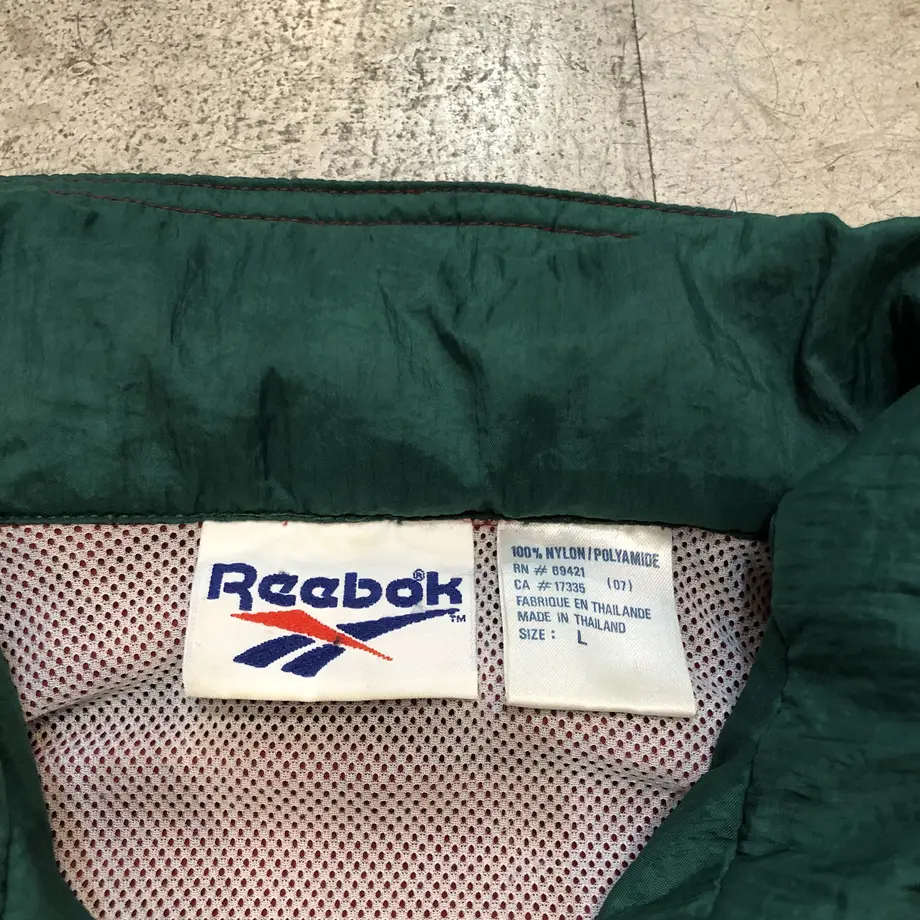 Reebok®
TM
100% NYLON/POLYAMIDE
RN # 69421
CA # 17335 (07)
FABRIQUE EN THAILANDE
MADE IN THAILAND
SIZE: L